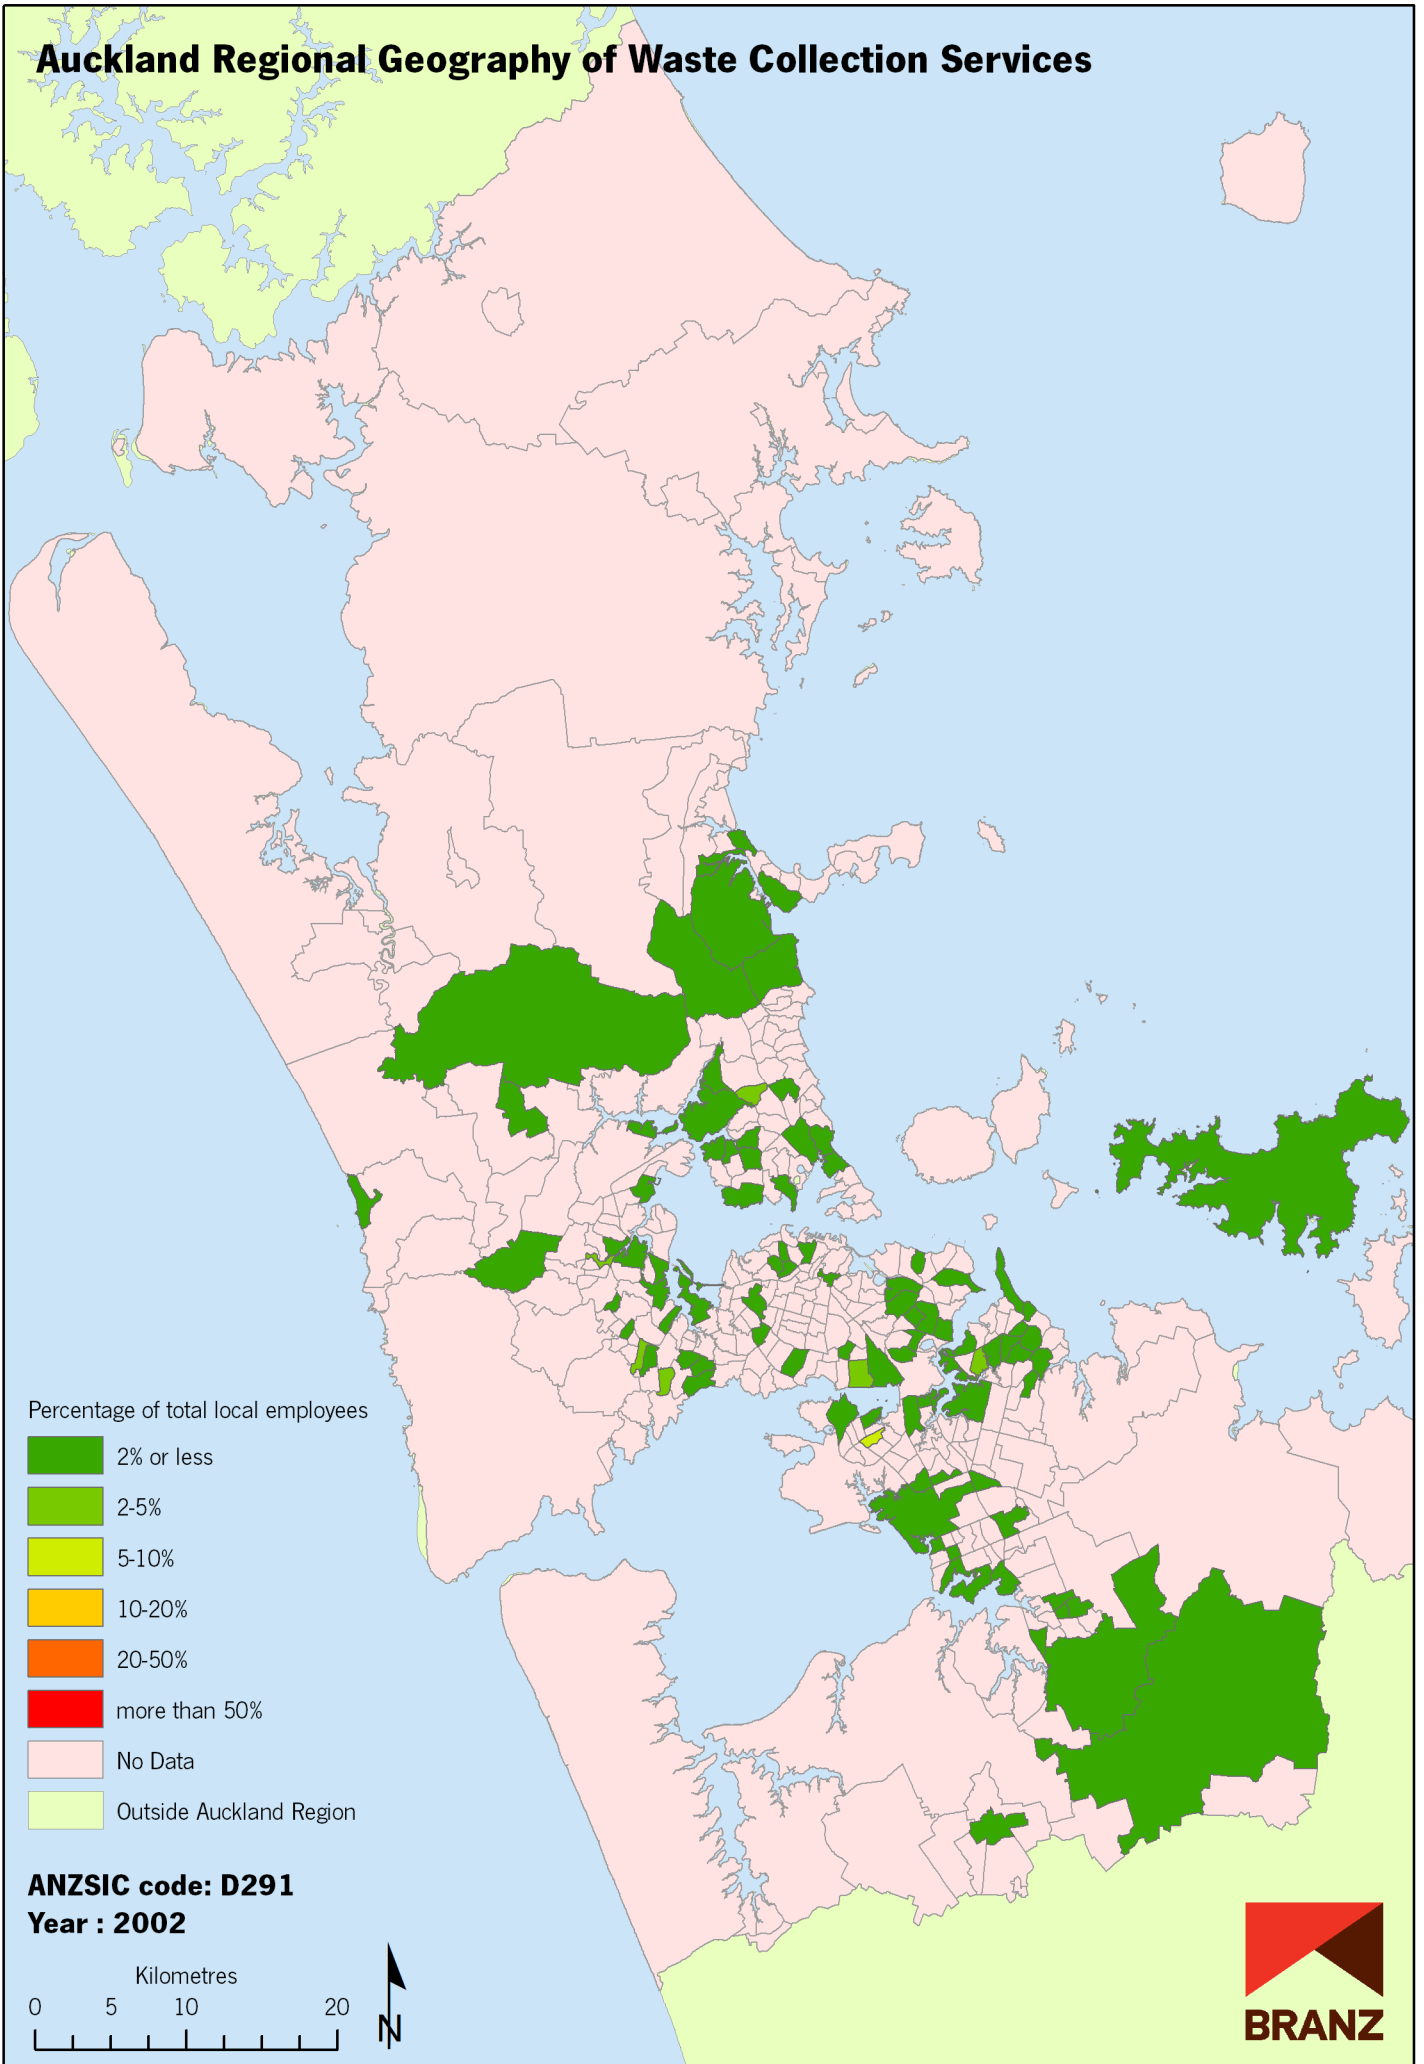 Auckland Regional Geography of Waste Collection Services
Percentage of total local employees
2% or less
2-5%
5-10%
10-20%
20-50%
more than 50%
No Data
Outside Auckland Region
ANZSIC code: D291
Year : 2002
Kilometres
0 5 10 20
N
BRANZ